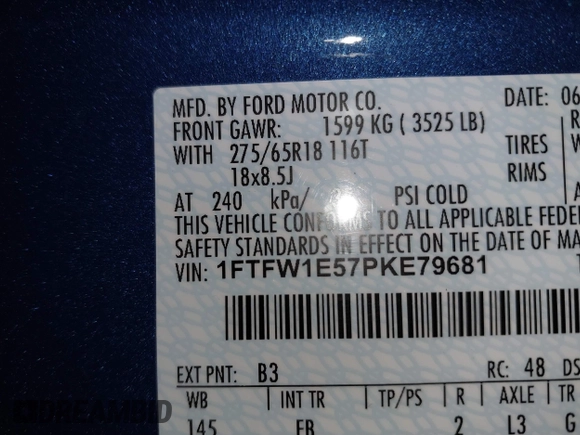 MFD. BY FORD MOTOR CO. DATE: 06
FRONT GAWR: 1599 KG ( 3525 LB)
WITH 275/65R18 116T TIRES
18x8.5J RIMS
AT 240 kPa/ PSI COLD
THIS VEHICLE CONFORMS TO ALL APPLICABLE FEDE
SAFETY STANDARDS IN EFFECT ON THE DATE OF MA
VIN: 1FTFW1E57PKE79681
EXT PNT: B3 RC: 48 DS
WB INT TR TP/PS R AXLE TR
145 2 L3 G
DREAMBID